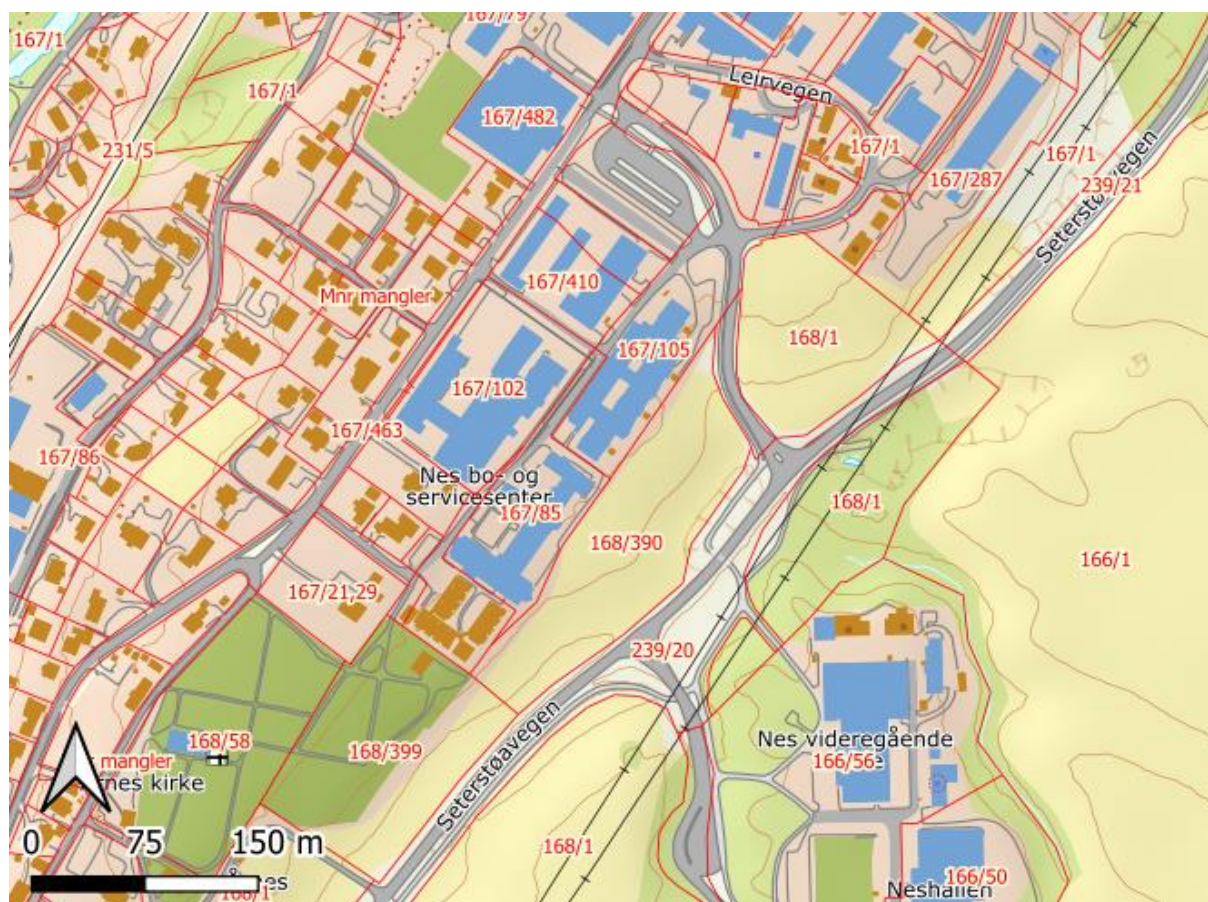 167/79
167/1
Leirvegen
167/1
167/482
231/5
167/1
167/1
167/287
239/21
Seterstøavegen
Mnr mangler
167/410
168/1
167/105
167/102
167/463
167/86
Nes bo- og
servicesenter
167/85
168/1
168/390
166/1
167/21,29
239/20
Seterstøavegen
168/58
168/399
Nes videregående
166/56
mangler
rnes kirke
0 75 150 m
168/1
168/1
166/50
Neshallen